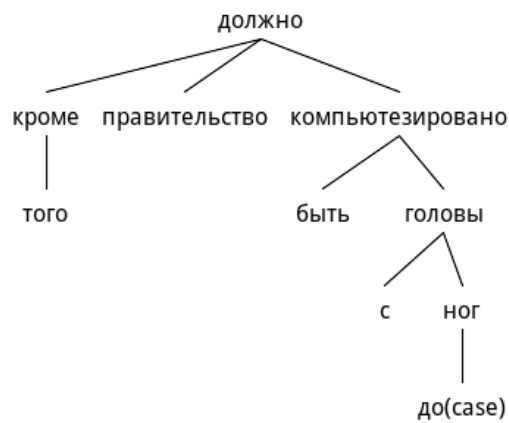 должно
кроме правительство компьютезировано
того быть головы
с ног
до(case)